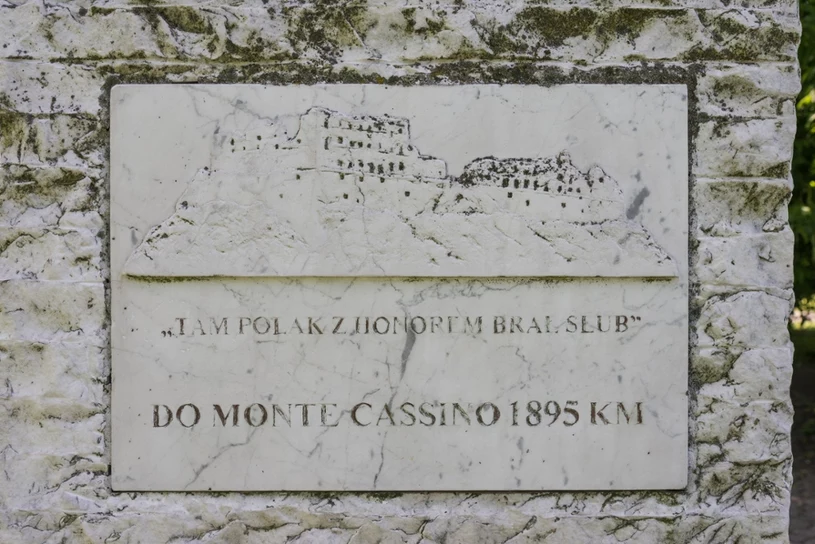 „TAM POLAK Z HONOREM BRAŁ ŚLUB”
DO MONTE CASSINO 1895 KM